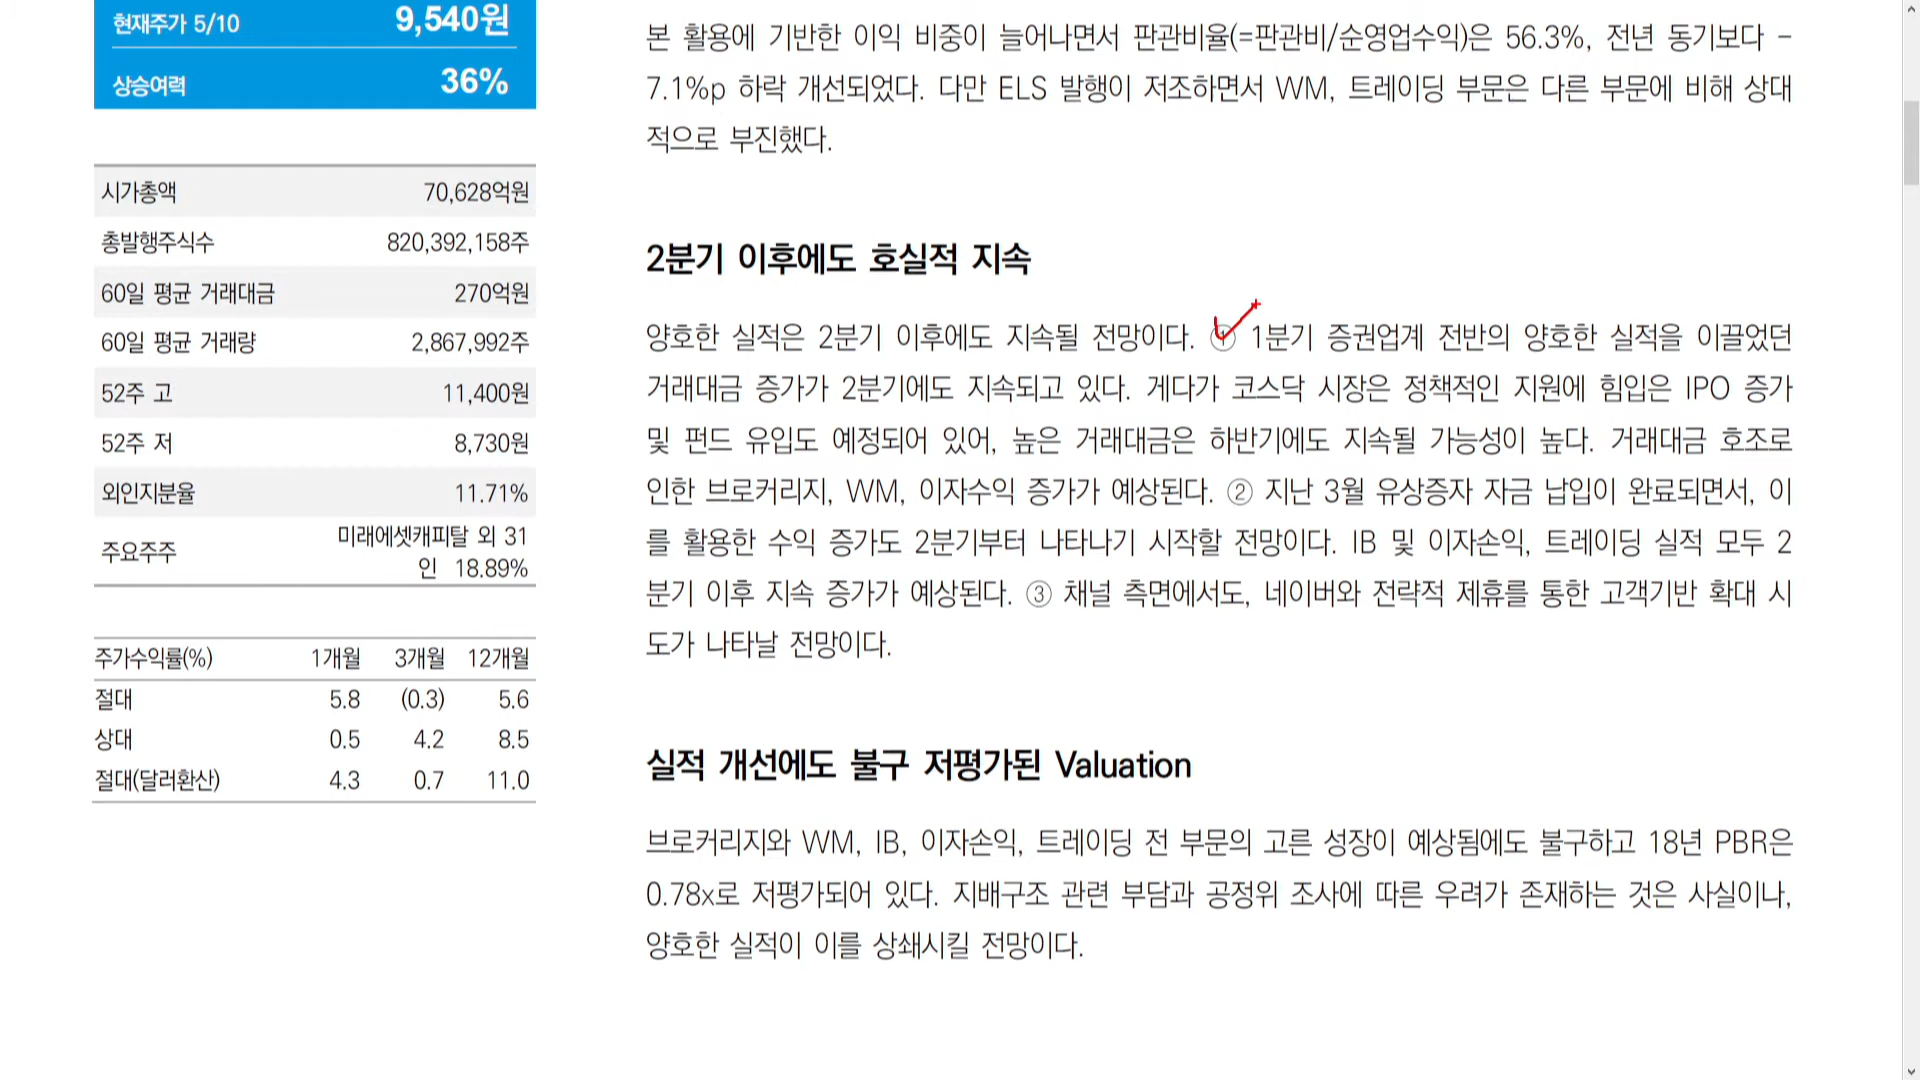 현재주가 5/10 9,540원
상승여력 36%
시가총액 70,628억원
총발행주식수 820,392,158주
60일 평균 거래대금 270억원
60일 평균 거래량 2,867,992주
52주 고 11,400원
52주 저 8,730원
외인지분율 11.71%
주요주주 미래에셋캐피탈 외 31
인 18.89%
주가수익률(%) 1개월 3개월 12개월
절대 5.8 (0.3) 5.6
상대 0.5 4.2 8.5
절대(달러환산) 4.3 0.7 11.0
본 활용에 기반한 이익 비중이 늘어나면서 판관비율(=판관비/순영업수익)은 56.3%, 전년 동기보다 -
7.1%p 하락 개선되었다. 다만 ELS 발행이 저조하면서 WM, 트레이딩 부문은 다른 부문에 비해 상대
적으로 부진했다.
2분기 이후에도 호실적 지속
양호한 실적은 2분기 이후에도 지속될 전망이다. ① 1분기 증권업계 전반의 양호한 실적을 이끌었던
거래대금 증가가 2분기에도 지속되고 있다. 게다가 코스닥 시장은 정책적인 지원에 힘입은 IPO 증가
및 펀드 유입도 예정되어 있어, 높은 거래대금은 하반기에도 지속될 가능성이 높다. 거래대금 호조로
인한 브로커리지, WM, 이자수익 증가가 예상된다. ② 지난 3월 유상증자 자금 납입이 완료되면서, 이
를 활용한 수익 증가도 2분기부터 나타나기 시작할 전망이다. IB 및 이자손익, 트레이딩 실적 모두 2
분기 이후 지속 증가가 예상된다. ③ 채널 측면에서도, 네이버와 전략적 제휴를 통한 고객기반 확대 시
도가 나타날 전망이다.
실적 개선에도 불구 저평가된 Valuation
브로커리지와 WM, IB, 이자손익, 트레이딩 전 부문의 고른 성장이 예상됨에도 불구하고 18년 PBR은
0.78x로 저평가되어 있다. 지배구조 관련 부담과 공정위 조사에 따른 우려가 존재하는 것은 사실이나,
양호한 실적이 이를 상쇄시킬 전망이다.